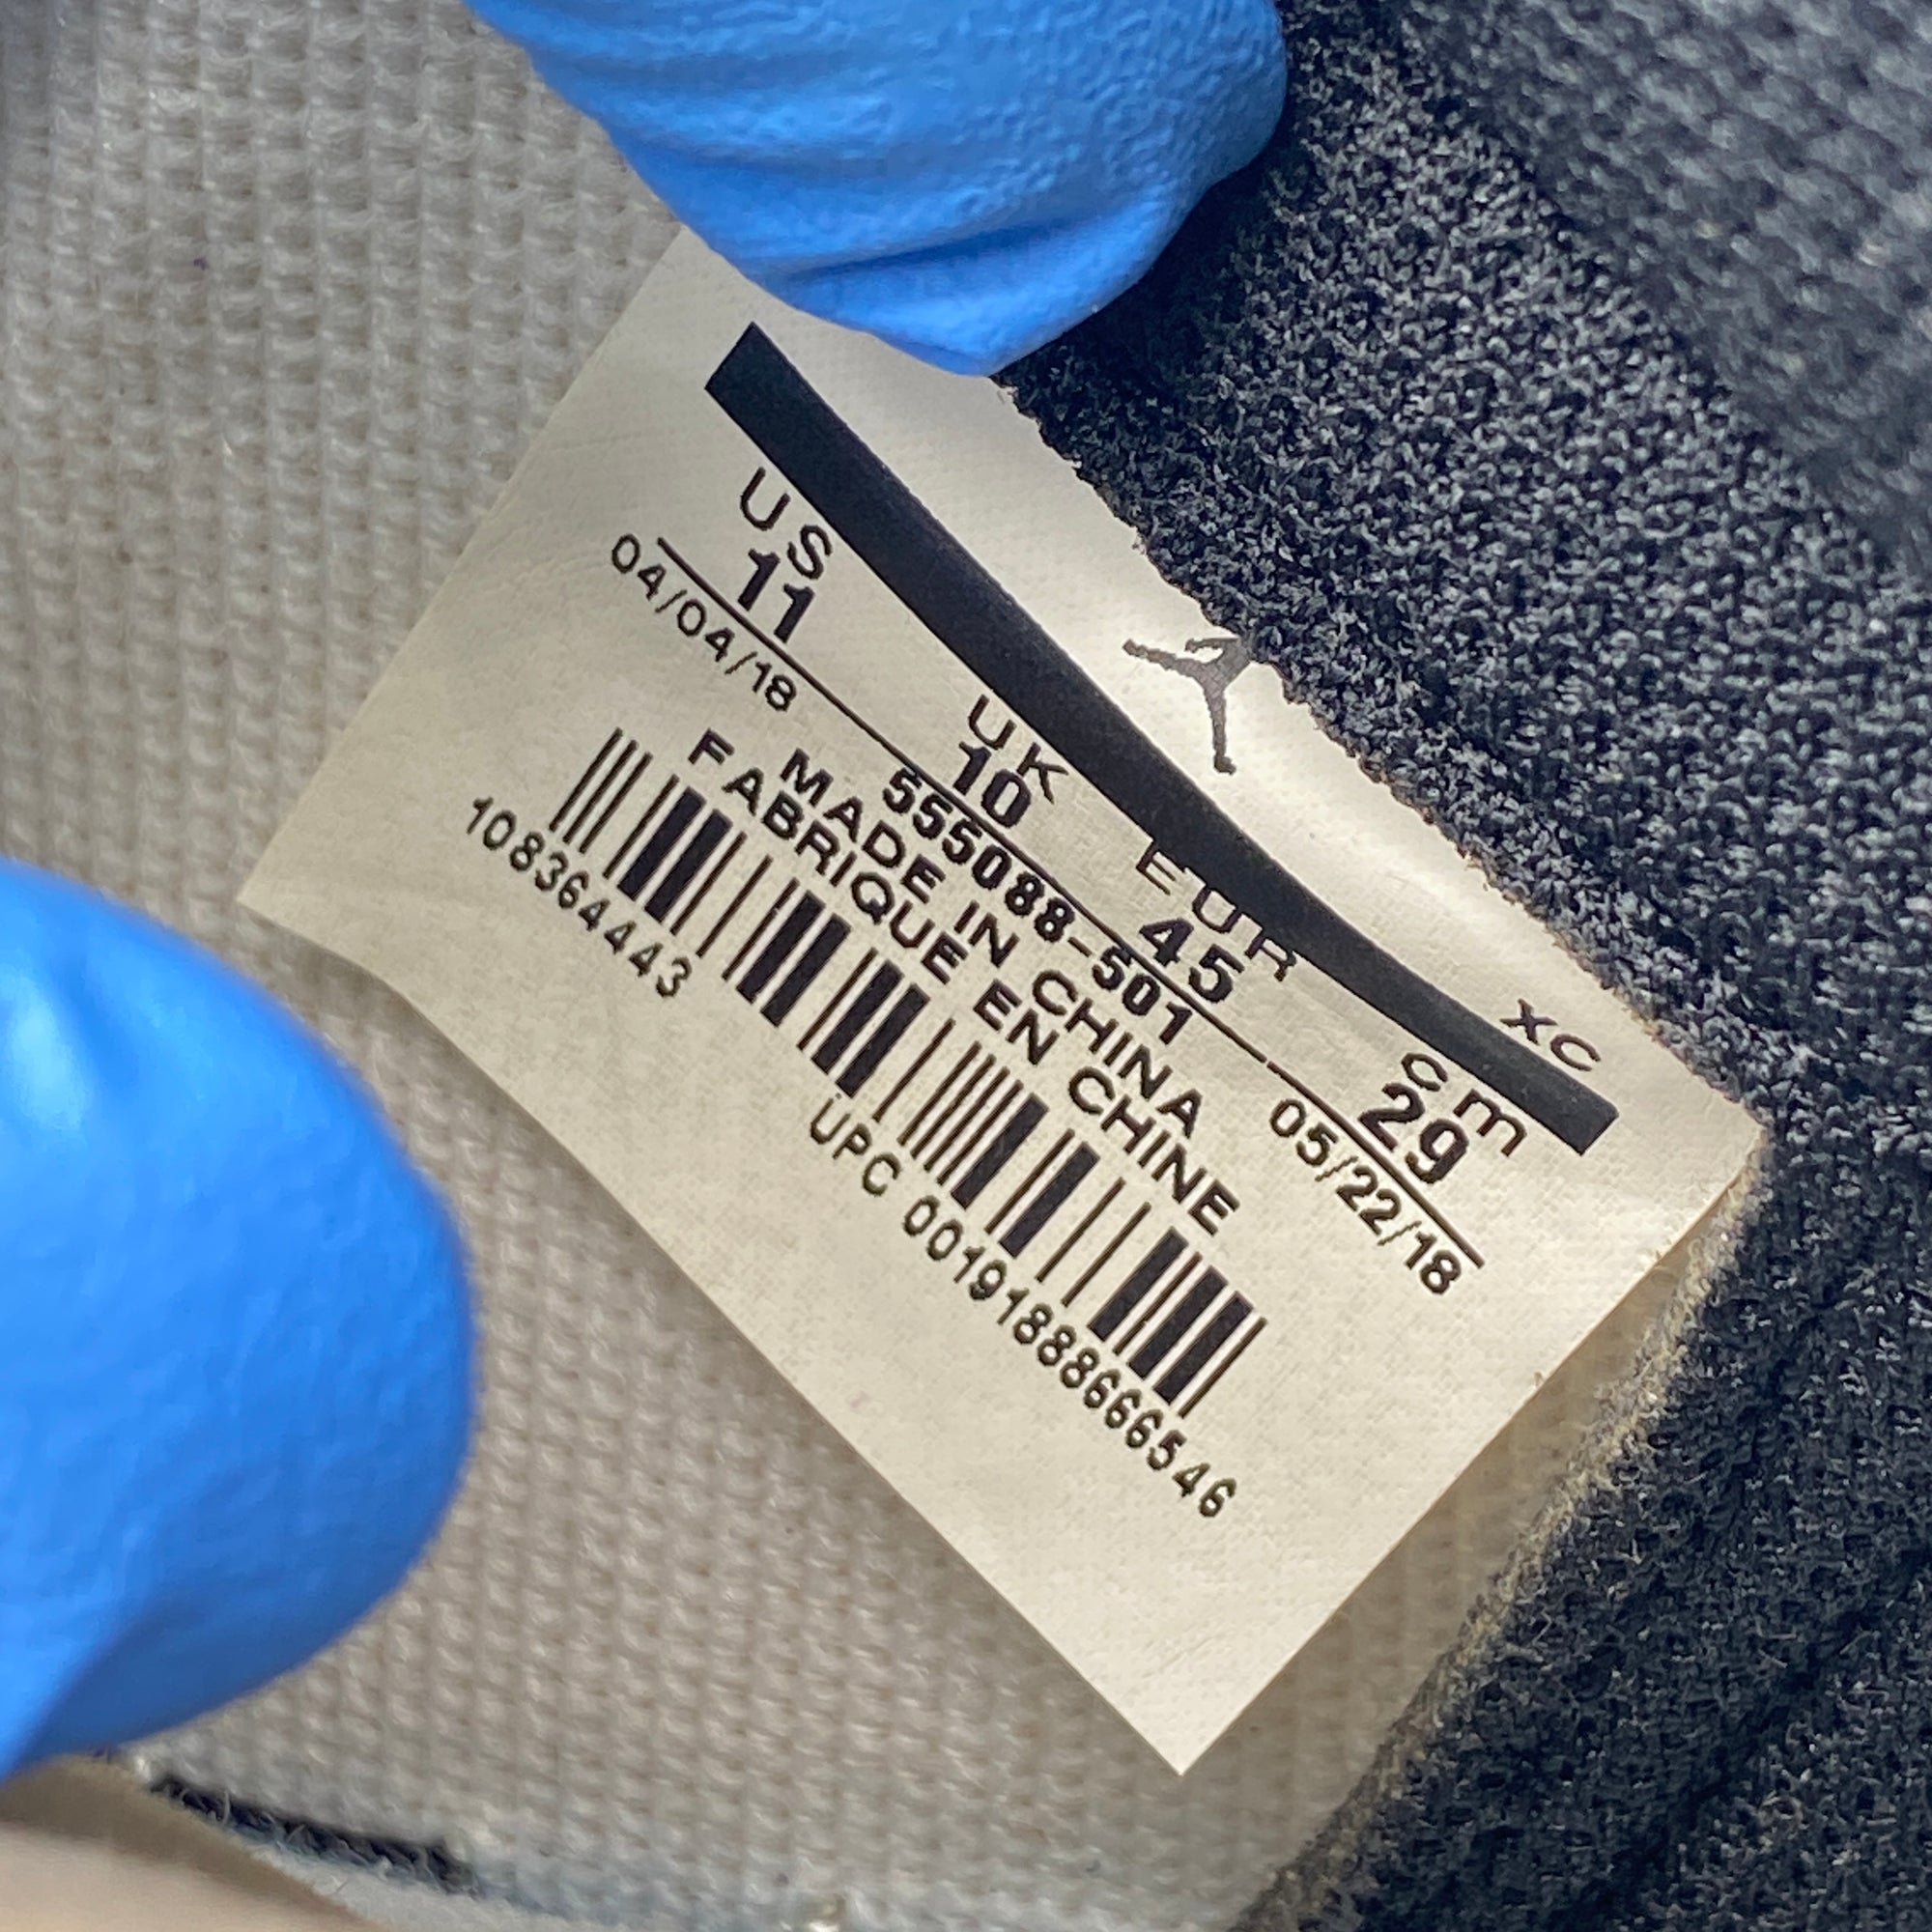 XC
US UK EUR cm
11 10 45 29
04/04/18 555088-501 05/22/18
MADE IN CHINA
FABRIQUE EN CHINE
108364443
UPC 00191888666546